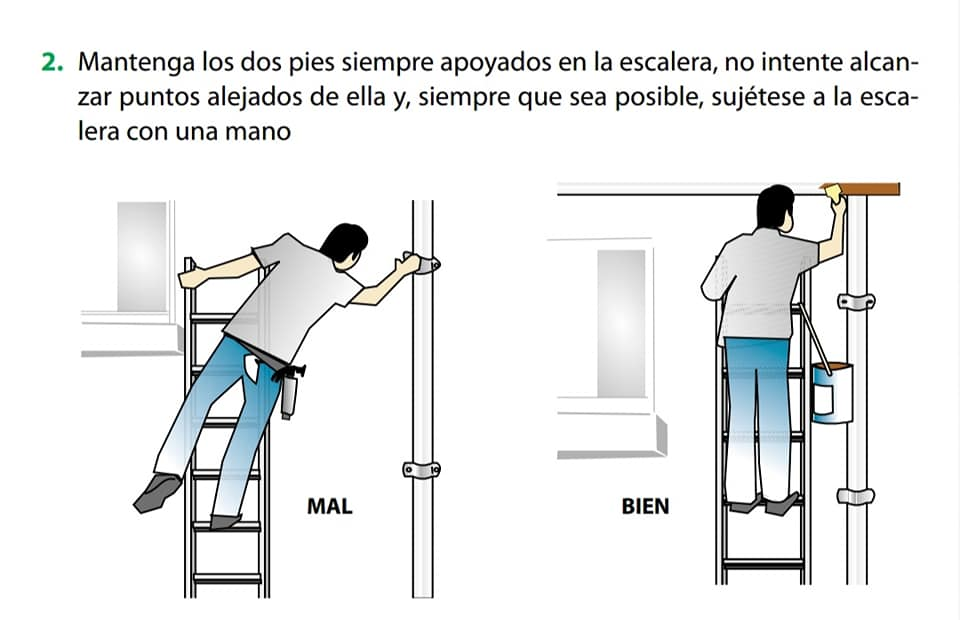 2. Mantenga los dos pies siempre apoyados en la escalera, no intente alcan-
zar puntos alejados de ella y, siempre que sea posible, sujétese a la esca-
lera con una mano
MAL
BIEN